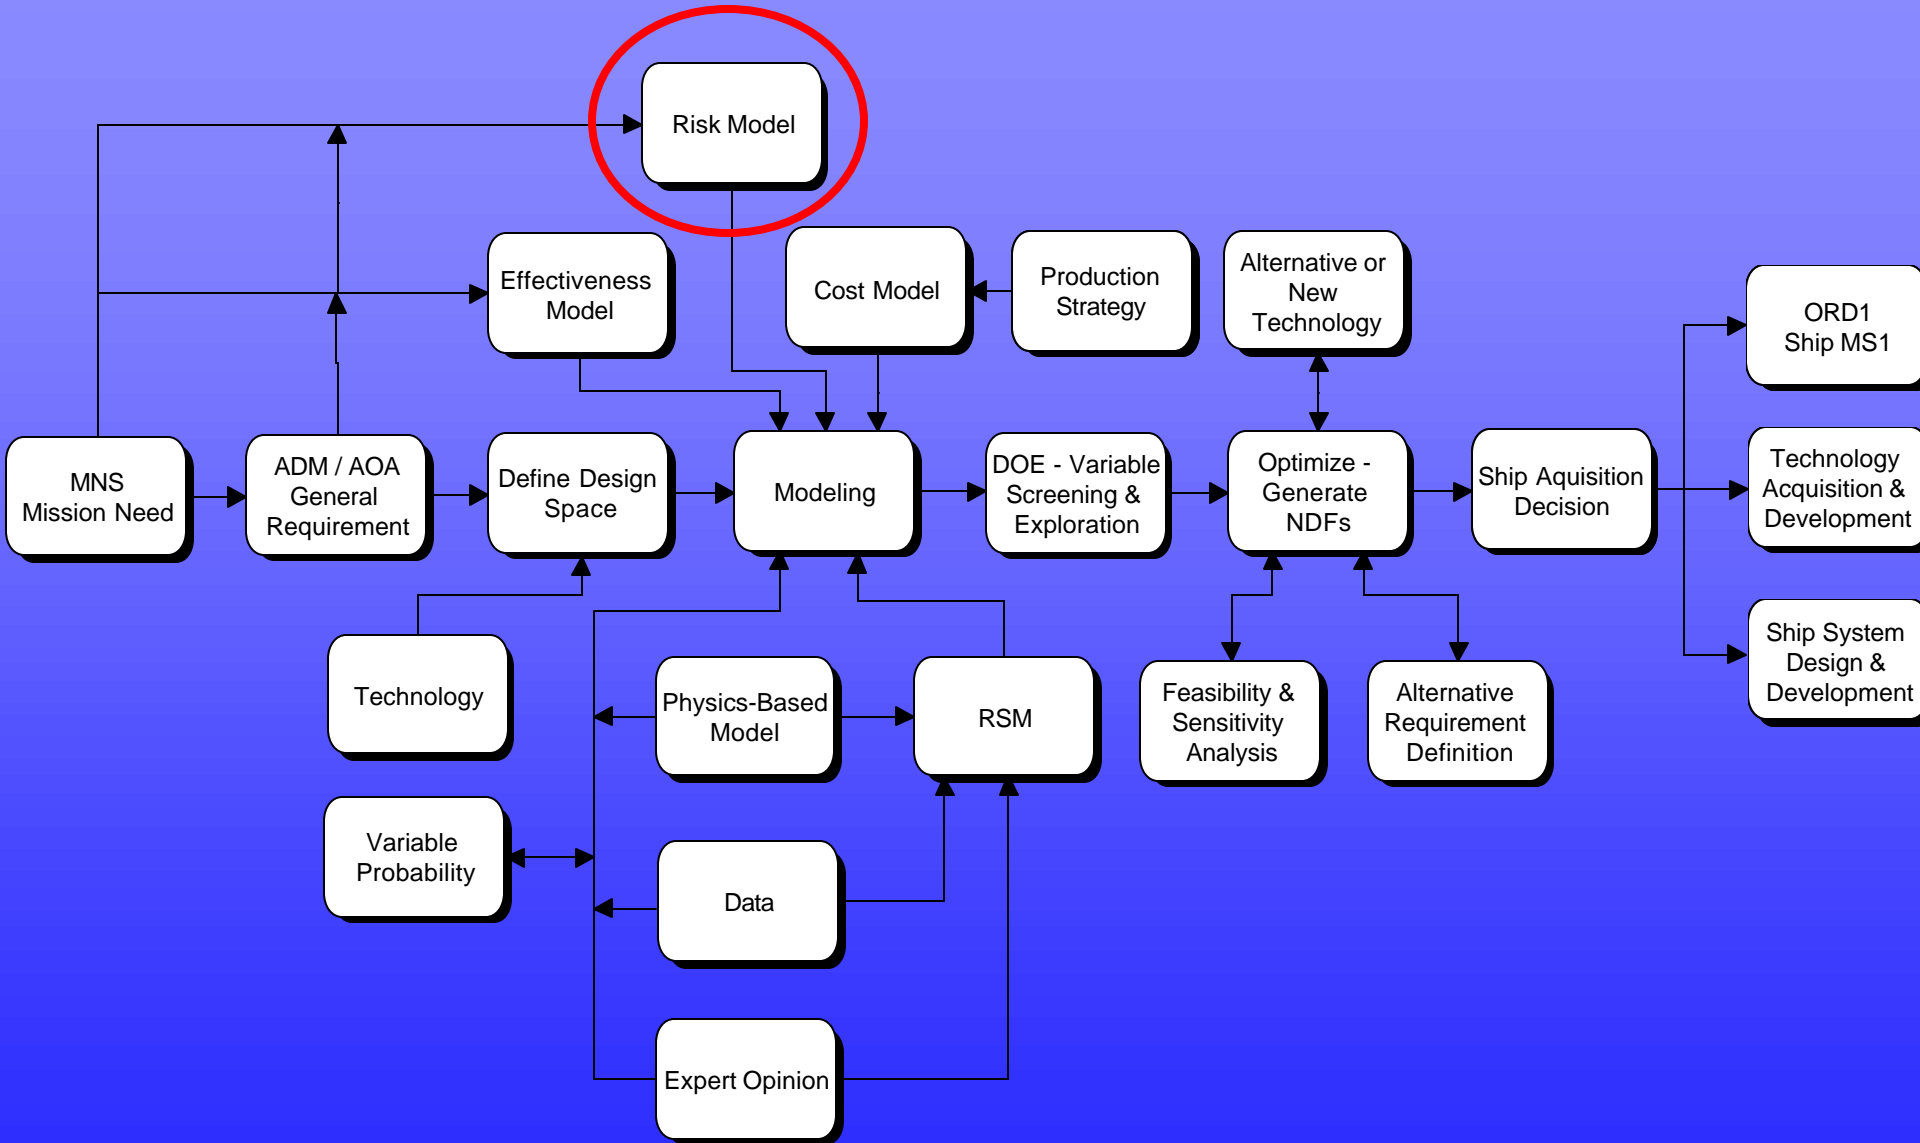 Risk Model
Effectiveness
Model
Cost Model
Production
Strategy
Alternative or
New
Technology
ORD1
Ship MS1
MNS
Mission Need
ADM / AOA
General
Requirement
Define Design
Space
Modeling
DOE - Variable
Screening &
Exploration
Optimize -
Generate
NDFs
Ship Aquisition
Decision
Technology
Acquisition &
Development
Technology
Physics-Based
Model
RSM
Feasibility &
Sensitivity
Analysis
Alternative
Requirement
Definition
Ship System
Design &
Development
Variable
Probability
Data
Expert Opinion